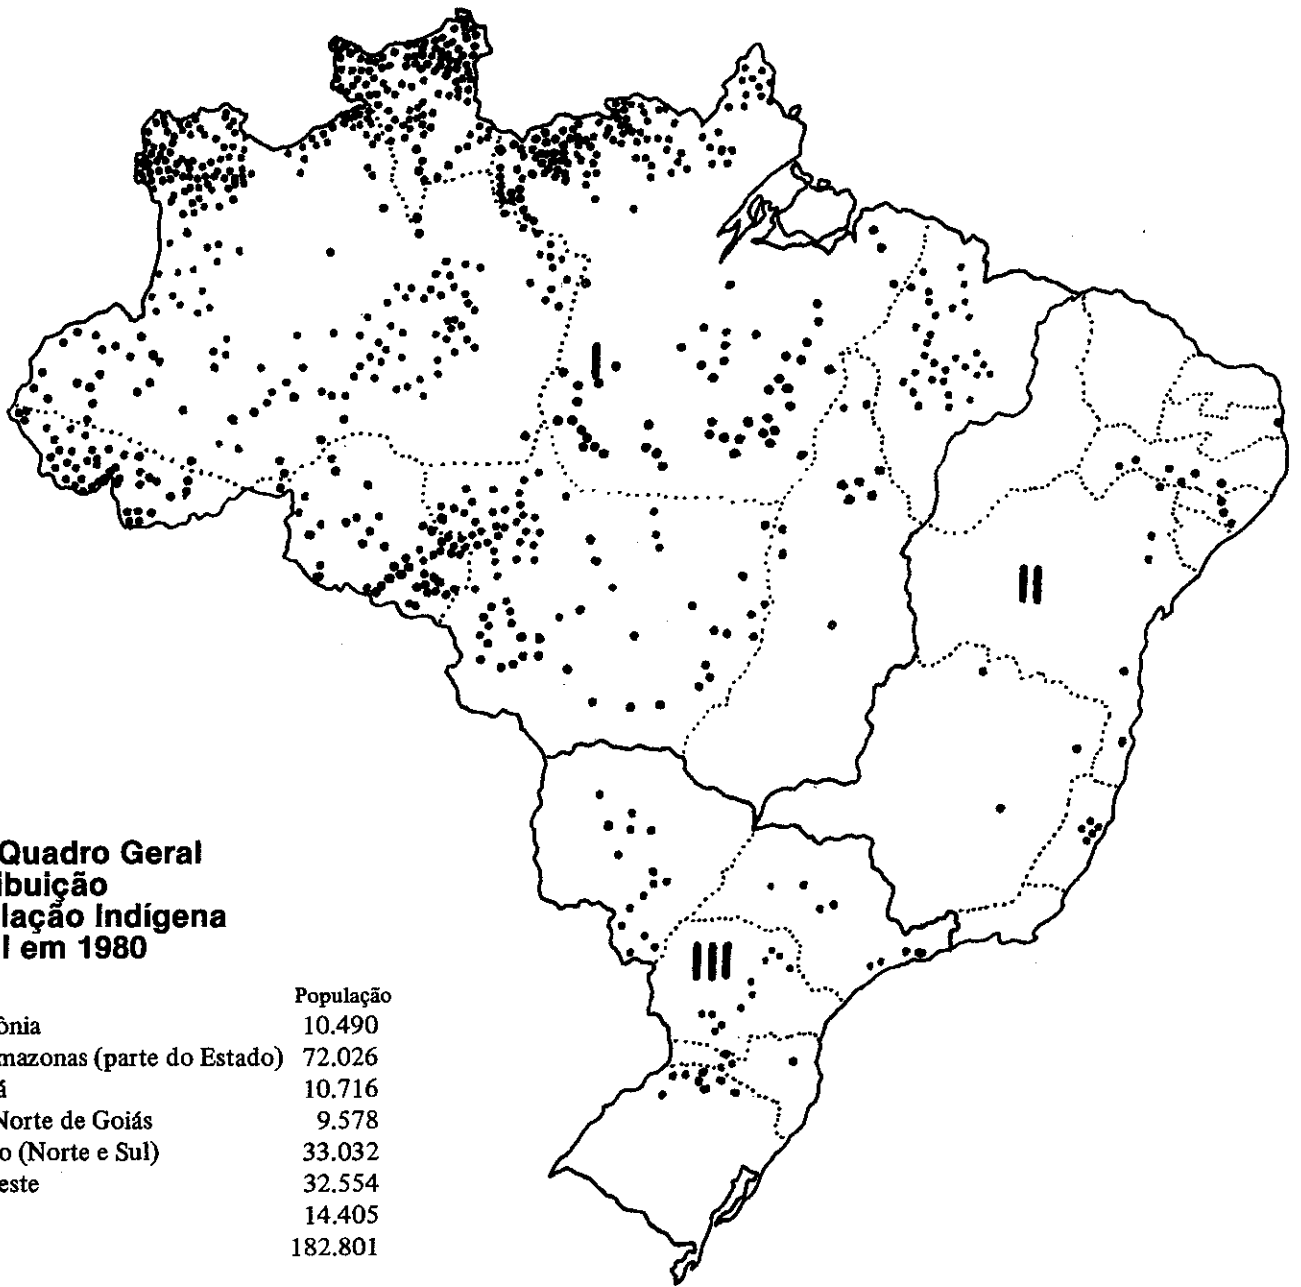 I
II
III
Quadro Geral
ibuição
lação Indígena
l em 1980
População
ônia 10.490
mazonas (parte do Estado) 72.026
á 10.716
Norte de Goiás 9.578
o (Norte e Sul) 33.032
este 32.554
14.405
182.801